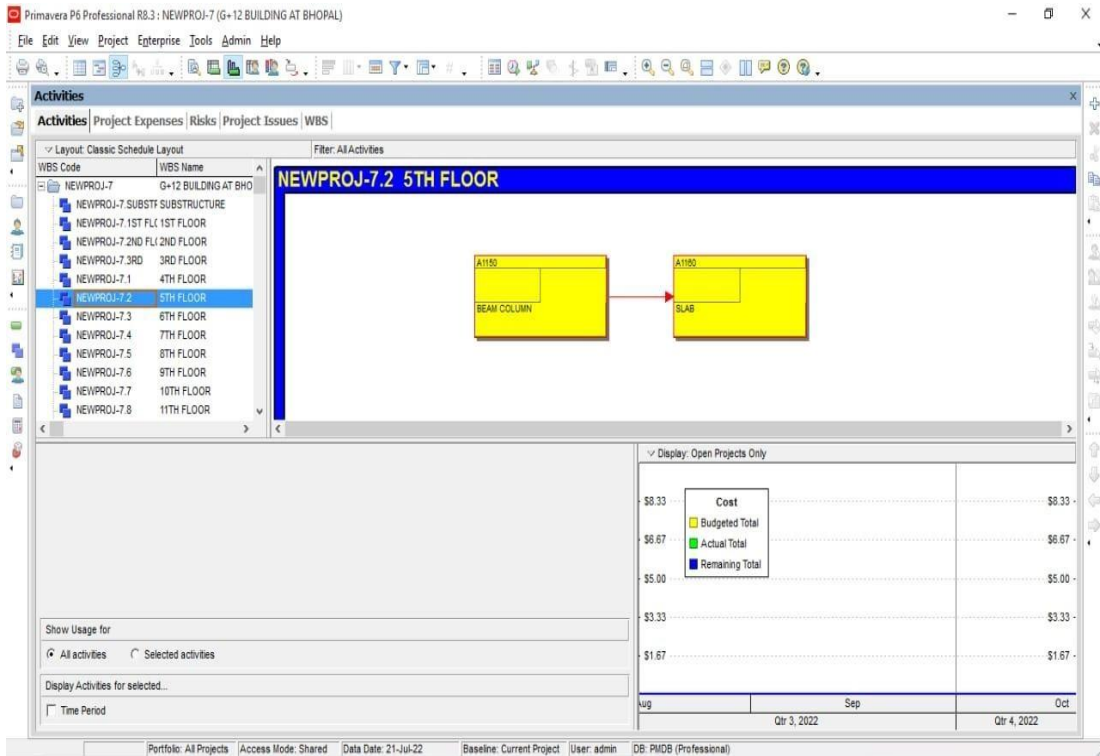 Primavera P6 Professional R8.3 : NEWPROJ-7 (G+12 BUILDING AT BHOPAL)
File Edit View Project Enterprise Tools Admin Help
Activities
Activities Project Expenses Risks Project Issues WBS
Layout: Classic Schedule Layout Filter: All Activities
WBS Code WBS Name
NEWPROJ-7 G+12 BUILDING AT BHO
NEWPROJ-7.SUBSTF SUBSTRUCTURE
NEWPROJ-7.1ST FL( 1ST FLOOR
NEWPROJ-7.2ND FL( 2ND FLOOR
NEWPROJ-7.3RD 3RD FLOOR
NEWPROJ-7.1 4TH FLOOR
NEWPROJ-7.2 5TH FLOOR
NEWPROJ-7.3 6TH FLOOR
NEWPROJ-7.4 7TH FLOOR
NEWPROJ-7.5 8TH FLOOR
NEWPROJ-7.6 9TH FLOOR
NEWPROJ-7.7 10TH FLOOR
NEWPROJ-7.8 11TH FLOOR
NEWPROJ-7.2 5TH FLOOR
A1150 A1160
BEAM COLUMN SLAB
Display: Open Projects Only
Cost
Budgeted Total
Actual Total
Remaining Total
$8.33 $8.33
$6.67 $6.67
$5.00 $5.00
$3.33 $3.33
$1.67 $1.67
Aug Sep Oct
Qtr 3, 2022 Qtr 4, 2022
Show Usage for
All activities Selected activities
Display Activities for selected...
Time Period
Portfolio: All Projects Access Mode: Shared Data Date: 21-Jul-22 Baseline: Current Project User: admin DB: PMDB (Professional)